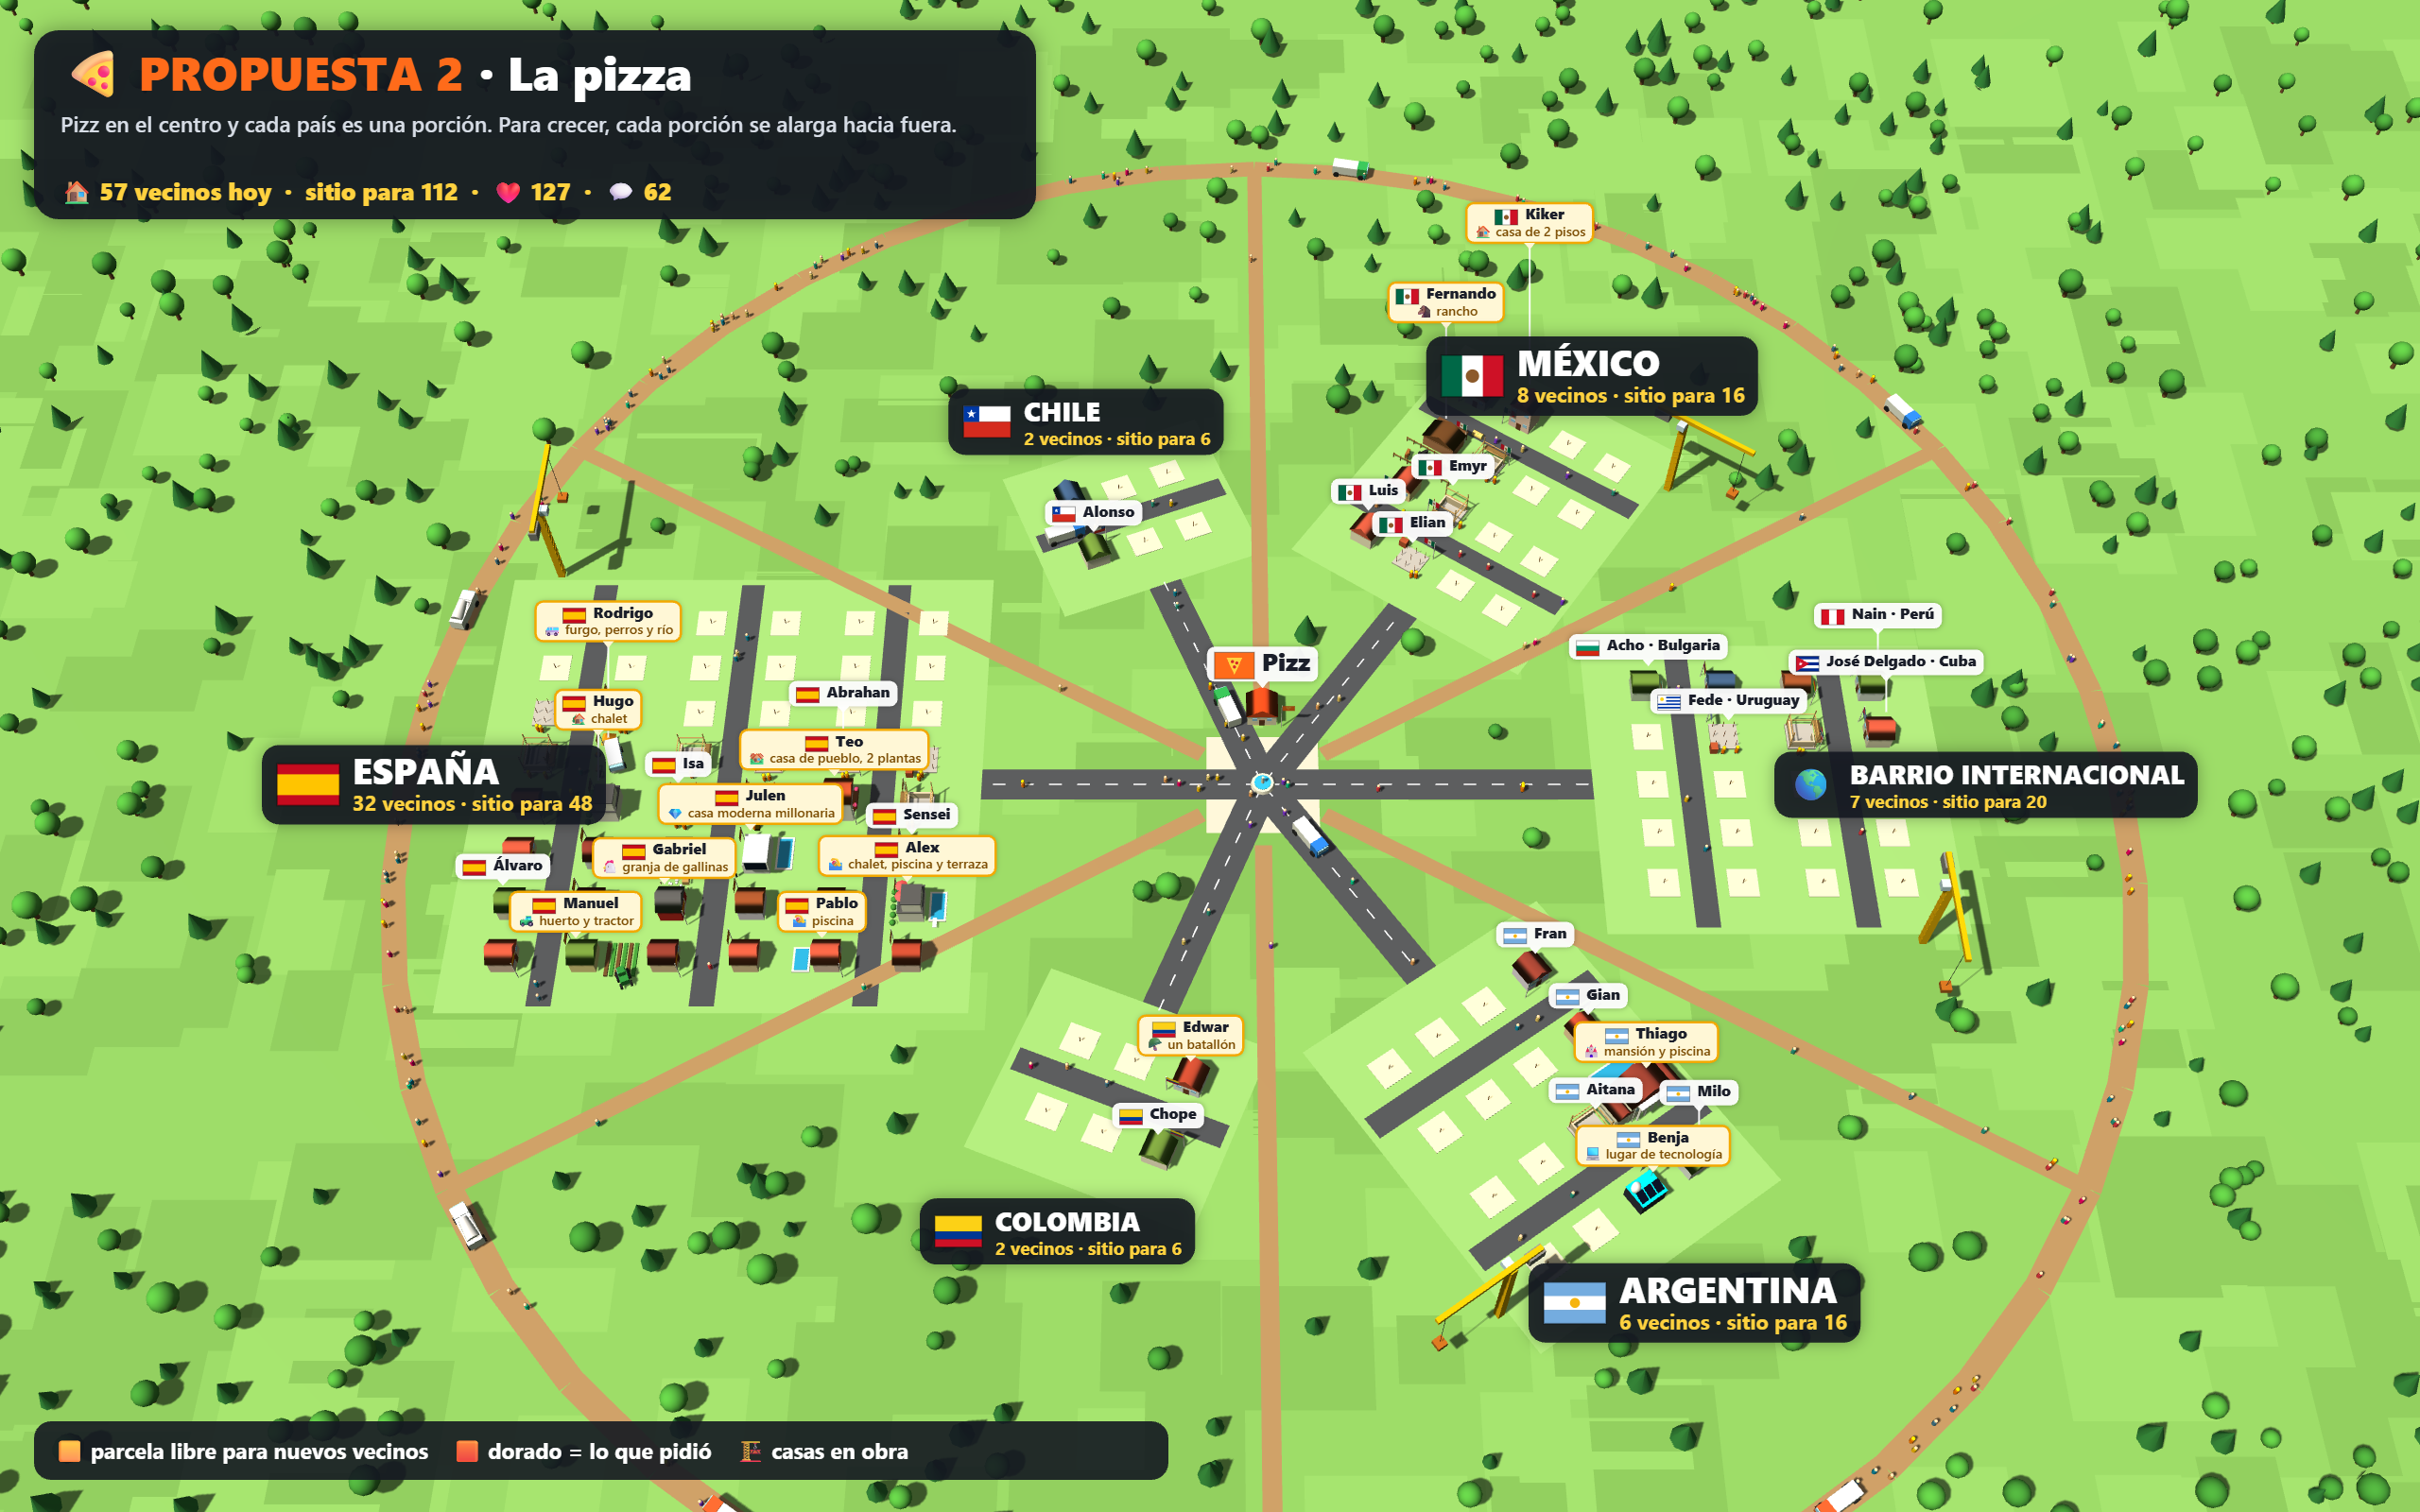 PROPUESTA 2 · La pizza
Pizz en el centro y cada país es una porción. Para crecer, cada porción se alarga hacia fuera.
57 vecinos hoy · sitio para 112 · 127 · 62
Kiker
casa de 2 pisos
Fernando
rancho
MÉXICO
8 vecinos · sitio para 16
CHILE
2 vecinos · sitio para 6
Emyr
Luis
Elian
Alonso
Rodrigo
furgo, perros y río
Hugo
chalet
Abrahan
Pizz
Nain · Perú
Acho · Bulgaria
José Delgado · Cuba
Fede · Uruguay
Teo
casa de pueblo, 2 plantas
Isa
ESPAÑA
32 vecinos · sitio para 48
Julen
casa moderna millonaria
Sensei
BARRIO INTERNACIONAL
7 vecinos · sitio para 20
Gabriel
granja de gallinas
Alex
chalet, piscina y terraza
Álvaro
Manuel
huerto y tractor
Pablo
piscina
Fran
Gian
Edwar
un batallón
Thiago
mansión y piscina
Aitana
Milo
Chope
Benja
lugar de tecnología
COLOMBIA
2 vecinos · sitio para 6
ARGENTINA
6 vecinos · sitio para 16
parcela libre para nuevos vecinos dorado = lo que pidió casas en obra